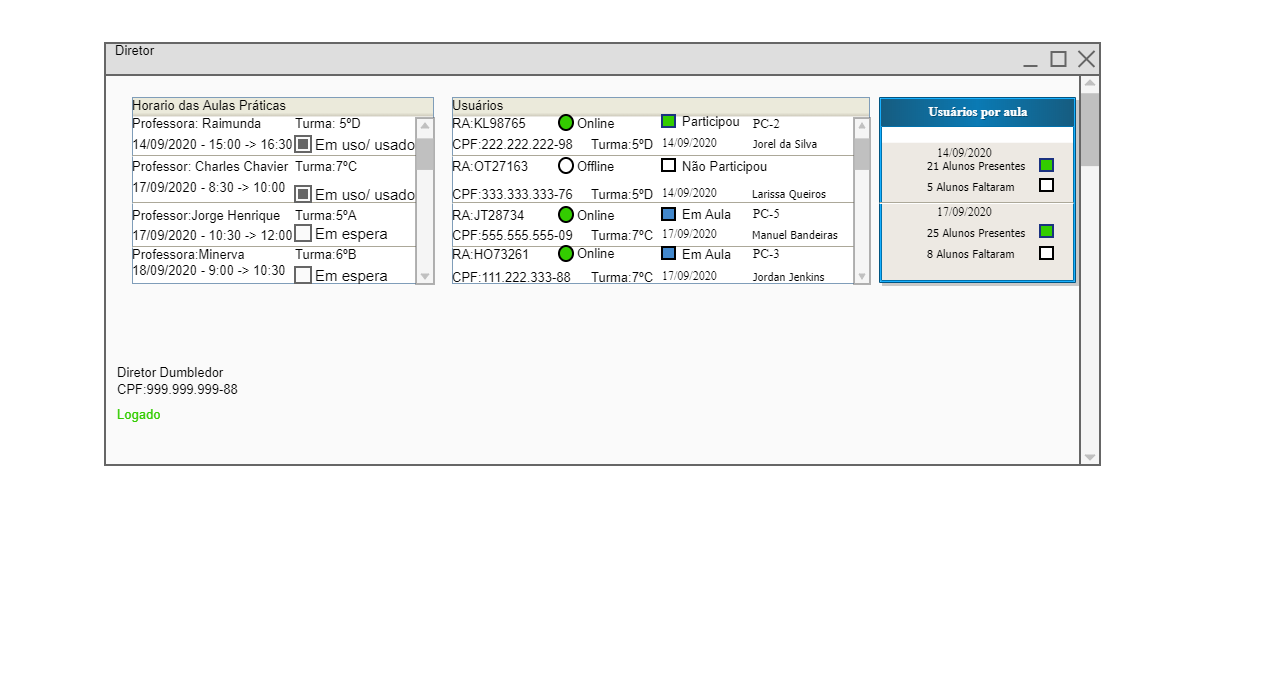 Diretor
Horario das Aulas Práticas
Professora: Raimunda Turma: 5ºD
14/09/2020 - 15:00 -> 16:30 Em uso/ usado
Professor: Charles Chavier Turma:7ºC
17/09/2020 - 8:30 -> 10:00 Em uso/ usado
Professor:Jorge Henrique Turma:5ºA
17/09/2020 - 10:30 -> 12:00 Em espera
Professora:Minerva Turma:6ºB
18/09/2020 - 9:00 -> 10:30 Em espera
Usuários
RA:KL98765 Online Participou PC-2
CPF:222.222.222-98 Turma:5ºD 14/09/2020 Jorel da Silva
RA:OT27163 Offline Não Participou
CPF:333.333.333-76 Turma:5ºD 14/09/2020 Larissa Queiros
RA:JT28734 Online Em Aula PC-5
CPF:555.555.555-09 Turma:7ºC 17/09/2020 Manuel Bandeiras
RA:HO73261 Online Em Aula PC-3
CPF:111.222.333-88 Turma:7ºC 17/09/2020 Jordan Jenkins
Usuários por aula
14/09/2020
21 Alunos Presentes
5 Alunos Faltaram
17/09/2020
25 Alunos Presentes
8 Alunos Faltaram
Diretor Dumbledor
CPF:999.999.999-88
Logado